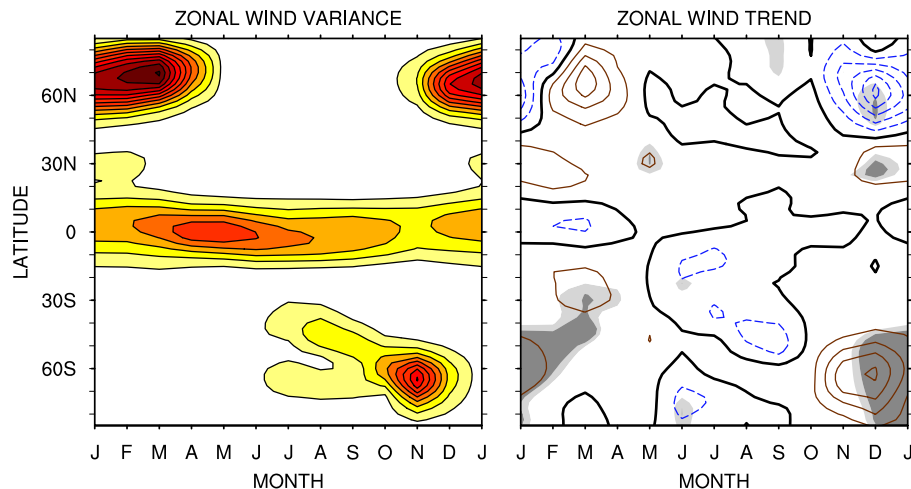 ZONAL WIND VARIANCE
ZONAL WIND TREND
LATITUDE
60N
30N
0
30S
60S
J F M A M J J A S O N D J
MONTH
J F M A M J J A S O N D J
MONTH